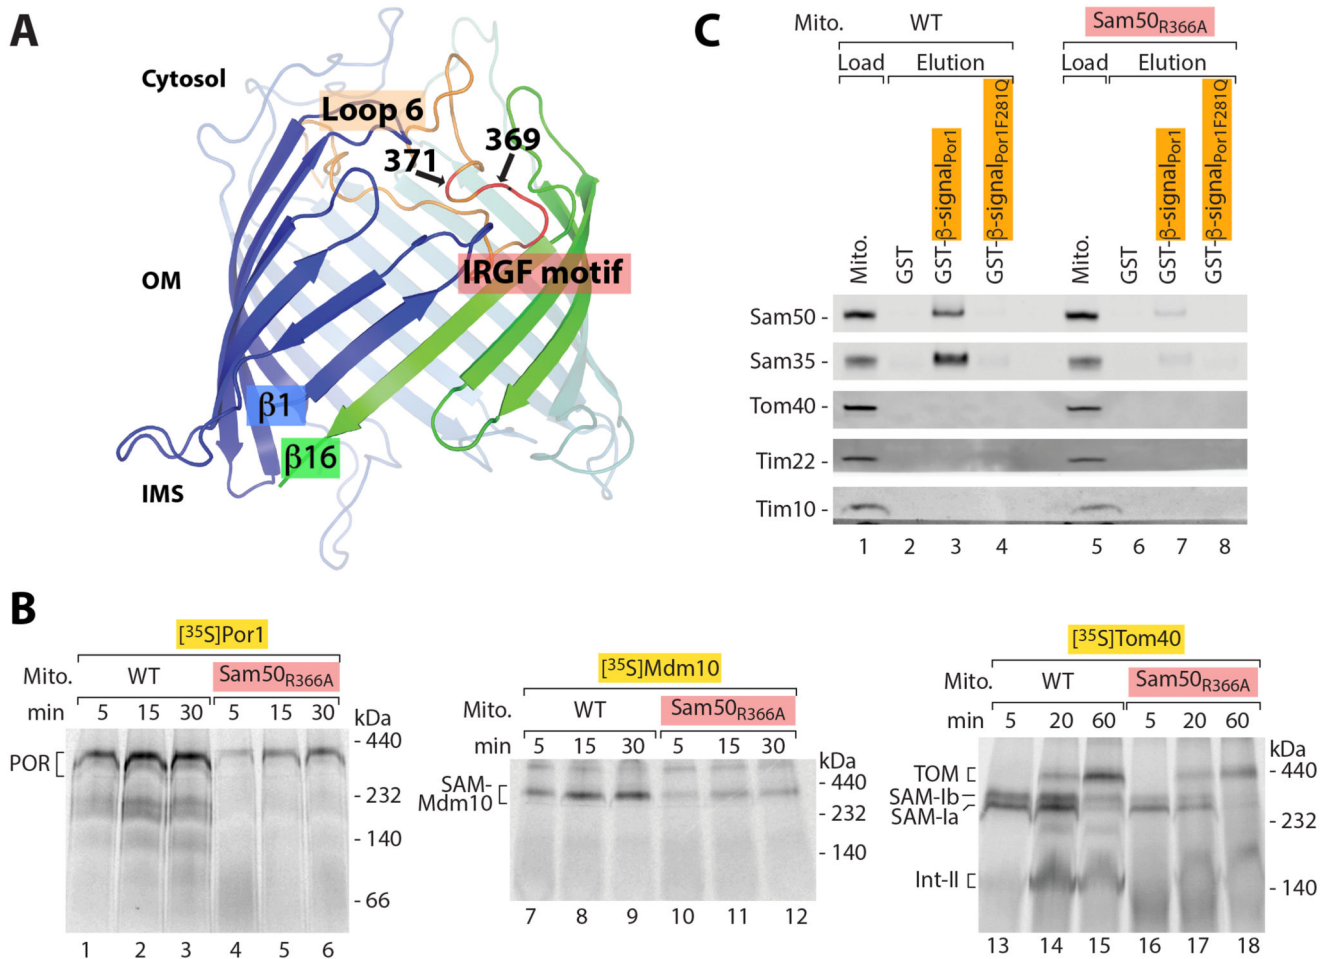 A
Cytosol
Loop 6
369
371
IRGF motif
OM
β1
β16
IMS
C
Mito. WT Sam50R366A
Load Elution Load Elution
Mito. GST GST-β-signalPor1 GST-β-signalPor1F281Q Mito. GST GST-β-signalPor1 GST-β-signalPor1F281Q
Sam50 -
Sam35 -
Tom40 -
Tim22 -
Tim10 -
1 2 3 4 5 6 7 8
B
[35S]Por1
Mito. WT Sam50R366A
min 5 15 30 5 15 30 kDa
POR
- 440
- 232
- 140
- 66
1 2 3 4 5 6
[35S]Mdm10
Mito. WT Sam50R366A
min 5 15 30 5 15 30 kDa
SAM-
Mdm10
- 440
- 232
- 140
7 8 9 10 11 12
[35S]Tom40
Mito. WT Sam50R366A
min 5 20 60 5 20 60
kDa
TOM - 440
SAM-Ib
SAM-Ia
- 232
Int-II - 140
13 14 15 16 17 18